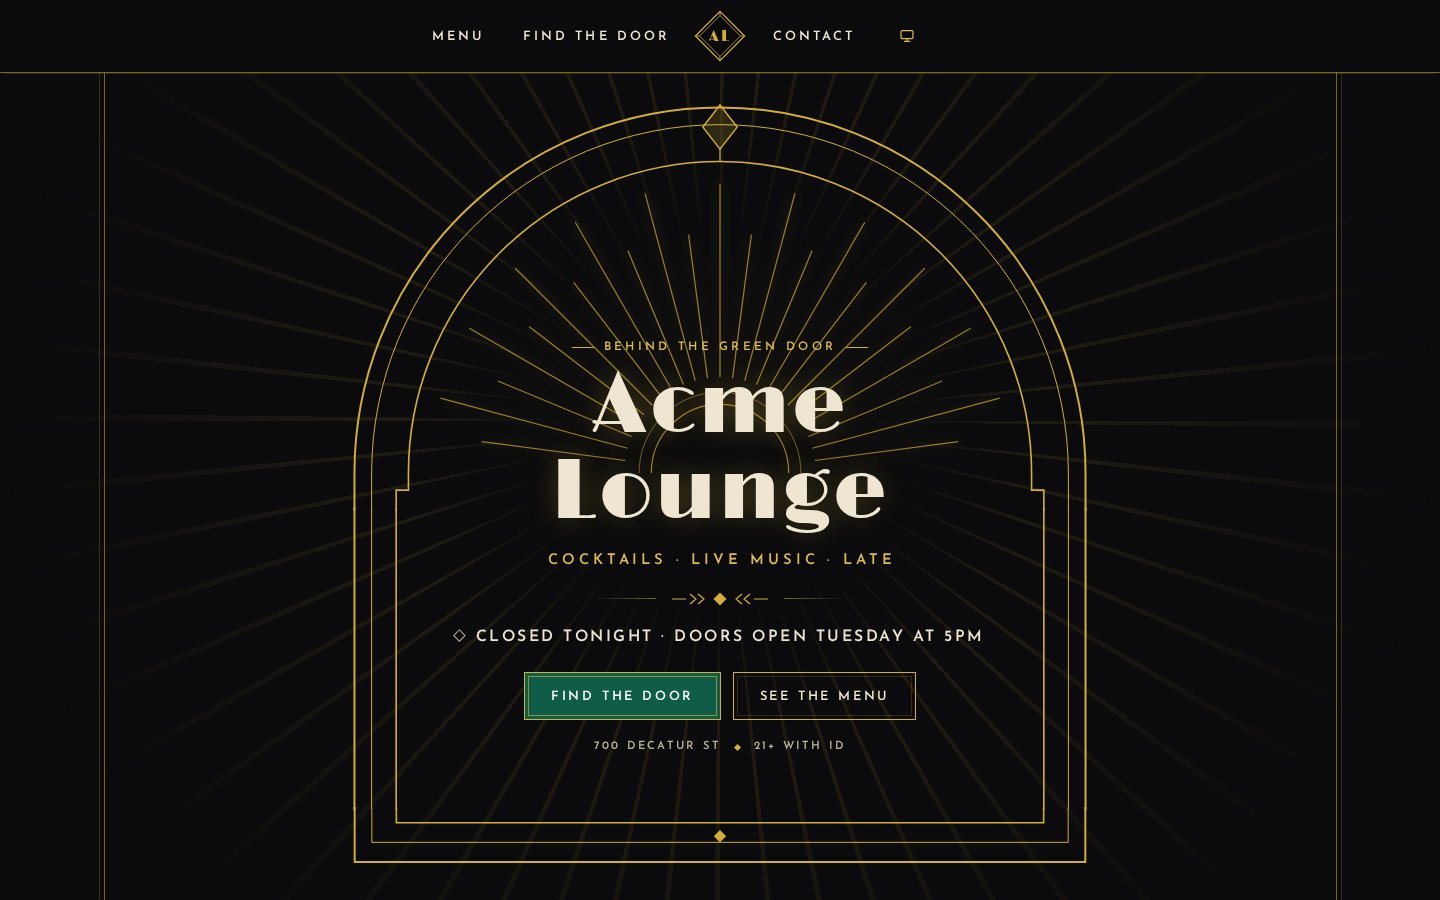 MENU
FIND THE DOOR
AL
CONTACT
BEHIND THE GREEN DOOR
Acme
Lounge
COCKTAILS · LIVE MUSIC · LATE
CLOSED TONIGHT · DOORS OPEN TUESDAY AT 5PM
FIND THE DOOR
SEE THE MENU
700 DECATUR ST ◆ 21+ WITH ID